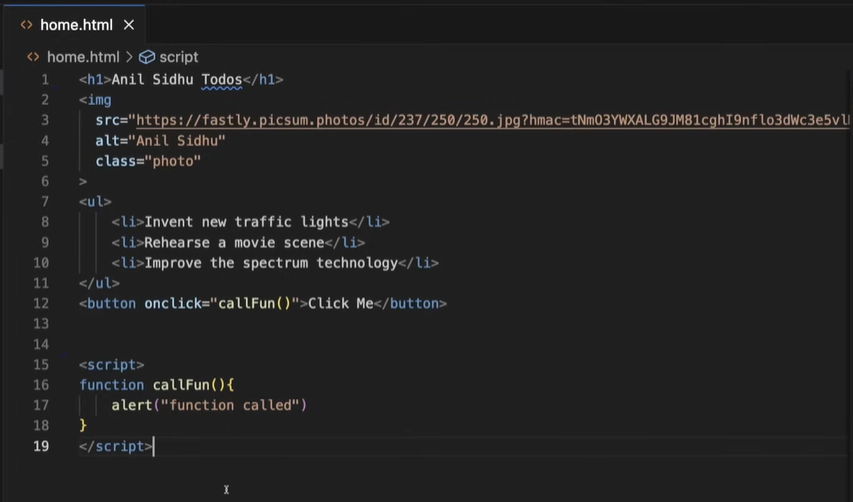 home.html
home.html > script
1 <h1>Anil Sidhu Todos</h1>
2 <img
3 src="https://fastly.picsum.photos/id/237/250/250.jpg?hmac=tNmO3YWXALG9JM81cghI9nflo3dWc3e5vl
4 alt="Anil Sidhu"
5 class="photo"
6 >
7 <ul>
8 <li>Invent new traffic lights</li>
9 <li>Rehearse a movie scene</li>
10 <li>Improve the spectrum technology</li>
11 </ul>
12 <button onclick="callFun()">Click Me</button>
13
14
15 <script>
16 function callFun(){
17 alert("function called")
18 }
19 </script>